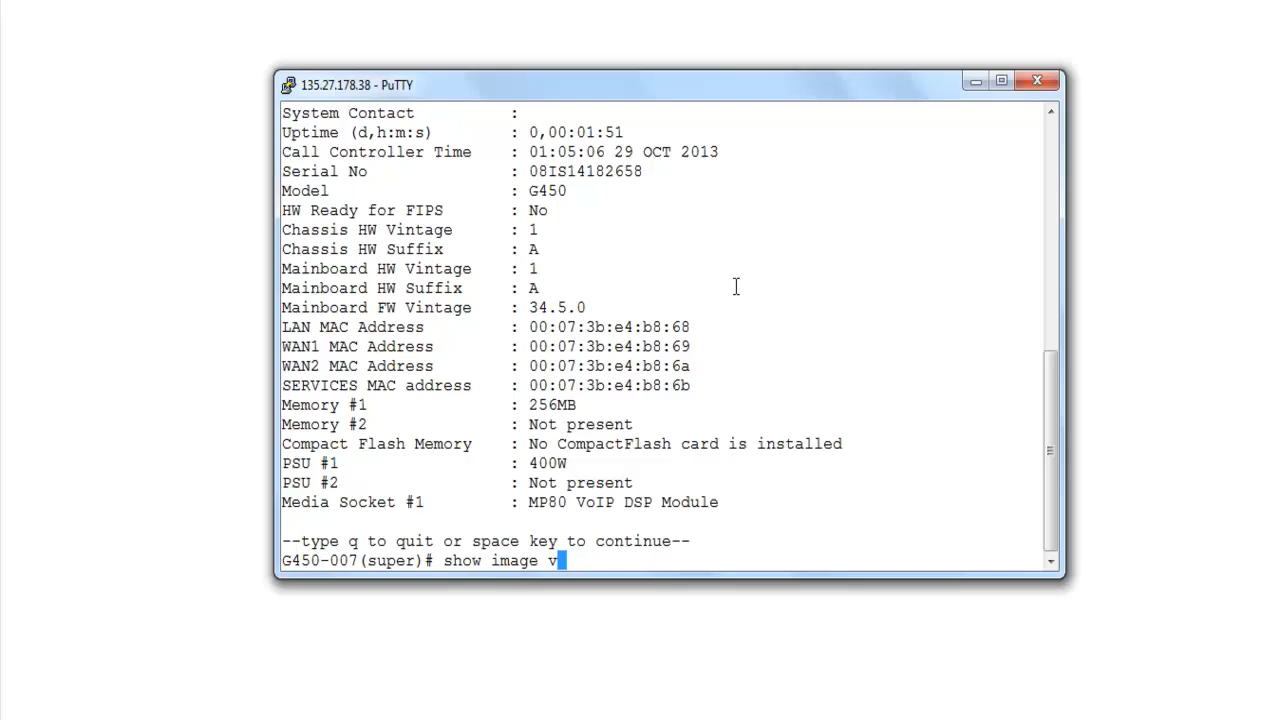 135.27.178.38 - PuTTY
System Contact :
Uptime (d,h:m:s) : 0,00:01:51
Call Controller Time : 01:05:06 29 OCT 2013
Serial No : 08IS14182658
Model : G450
HW Ready for FIPS : No
Chassis HW Vintage : 1
Chassis HW Suffix : A
Mainboard HW Vintage : 1
Mainboard HW Suffix : A
Mainboard FW Vintage : 34.5.0
LAN MAC Address : 00:07:3b:e4:b8:68
WAN1 MAC Address : 00:07:3b:e4:b8:69
WAN2 MAC Address : 00:07:3b:e4:b8:6a
SERVICES MAC address : 00:07:3b:e4:b8:6b
Memory #1 : 256MB
Memory #2 : Not present
Compact Flash Memory : No CompactFlash card is installed
PSU #1 : 400W
PSU #2 : Not present
Media Socket #1 : MP80 VoIP DSP Module
--type q to quit or space key to continue--
G450-007(super)# show image v